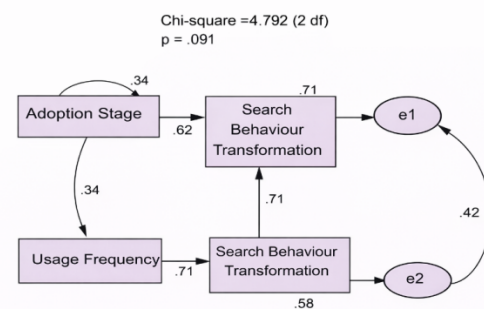 Chi-square =4.792 (2 df)
p = .091
.34
Adoption Stage
.62
Search
Behaviour
Transformation
.71
e1
.34
.71
.42
Usage Frequency
.71
Search Behaviour
Transformation
.58
e2